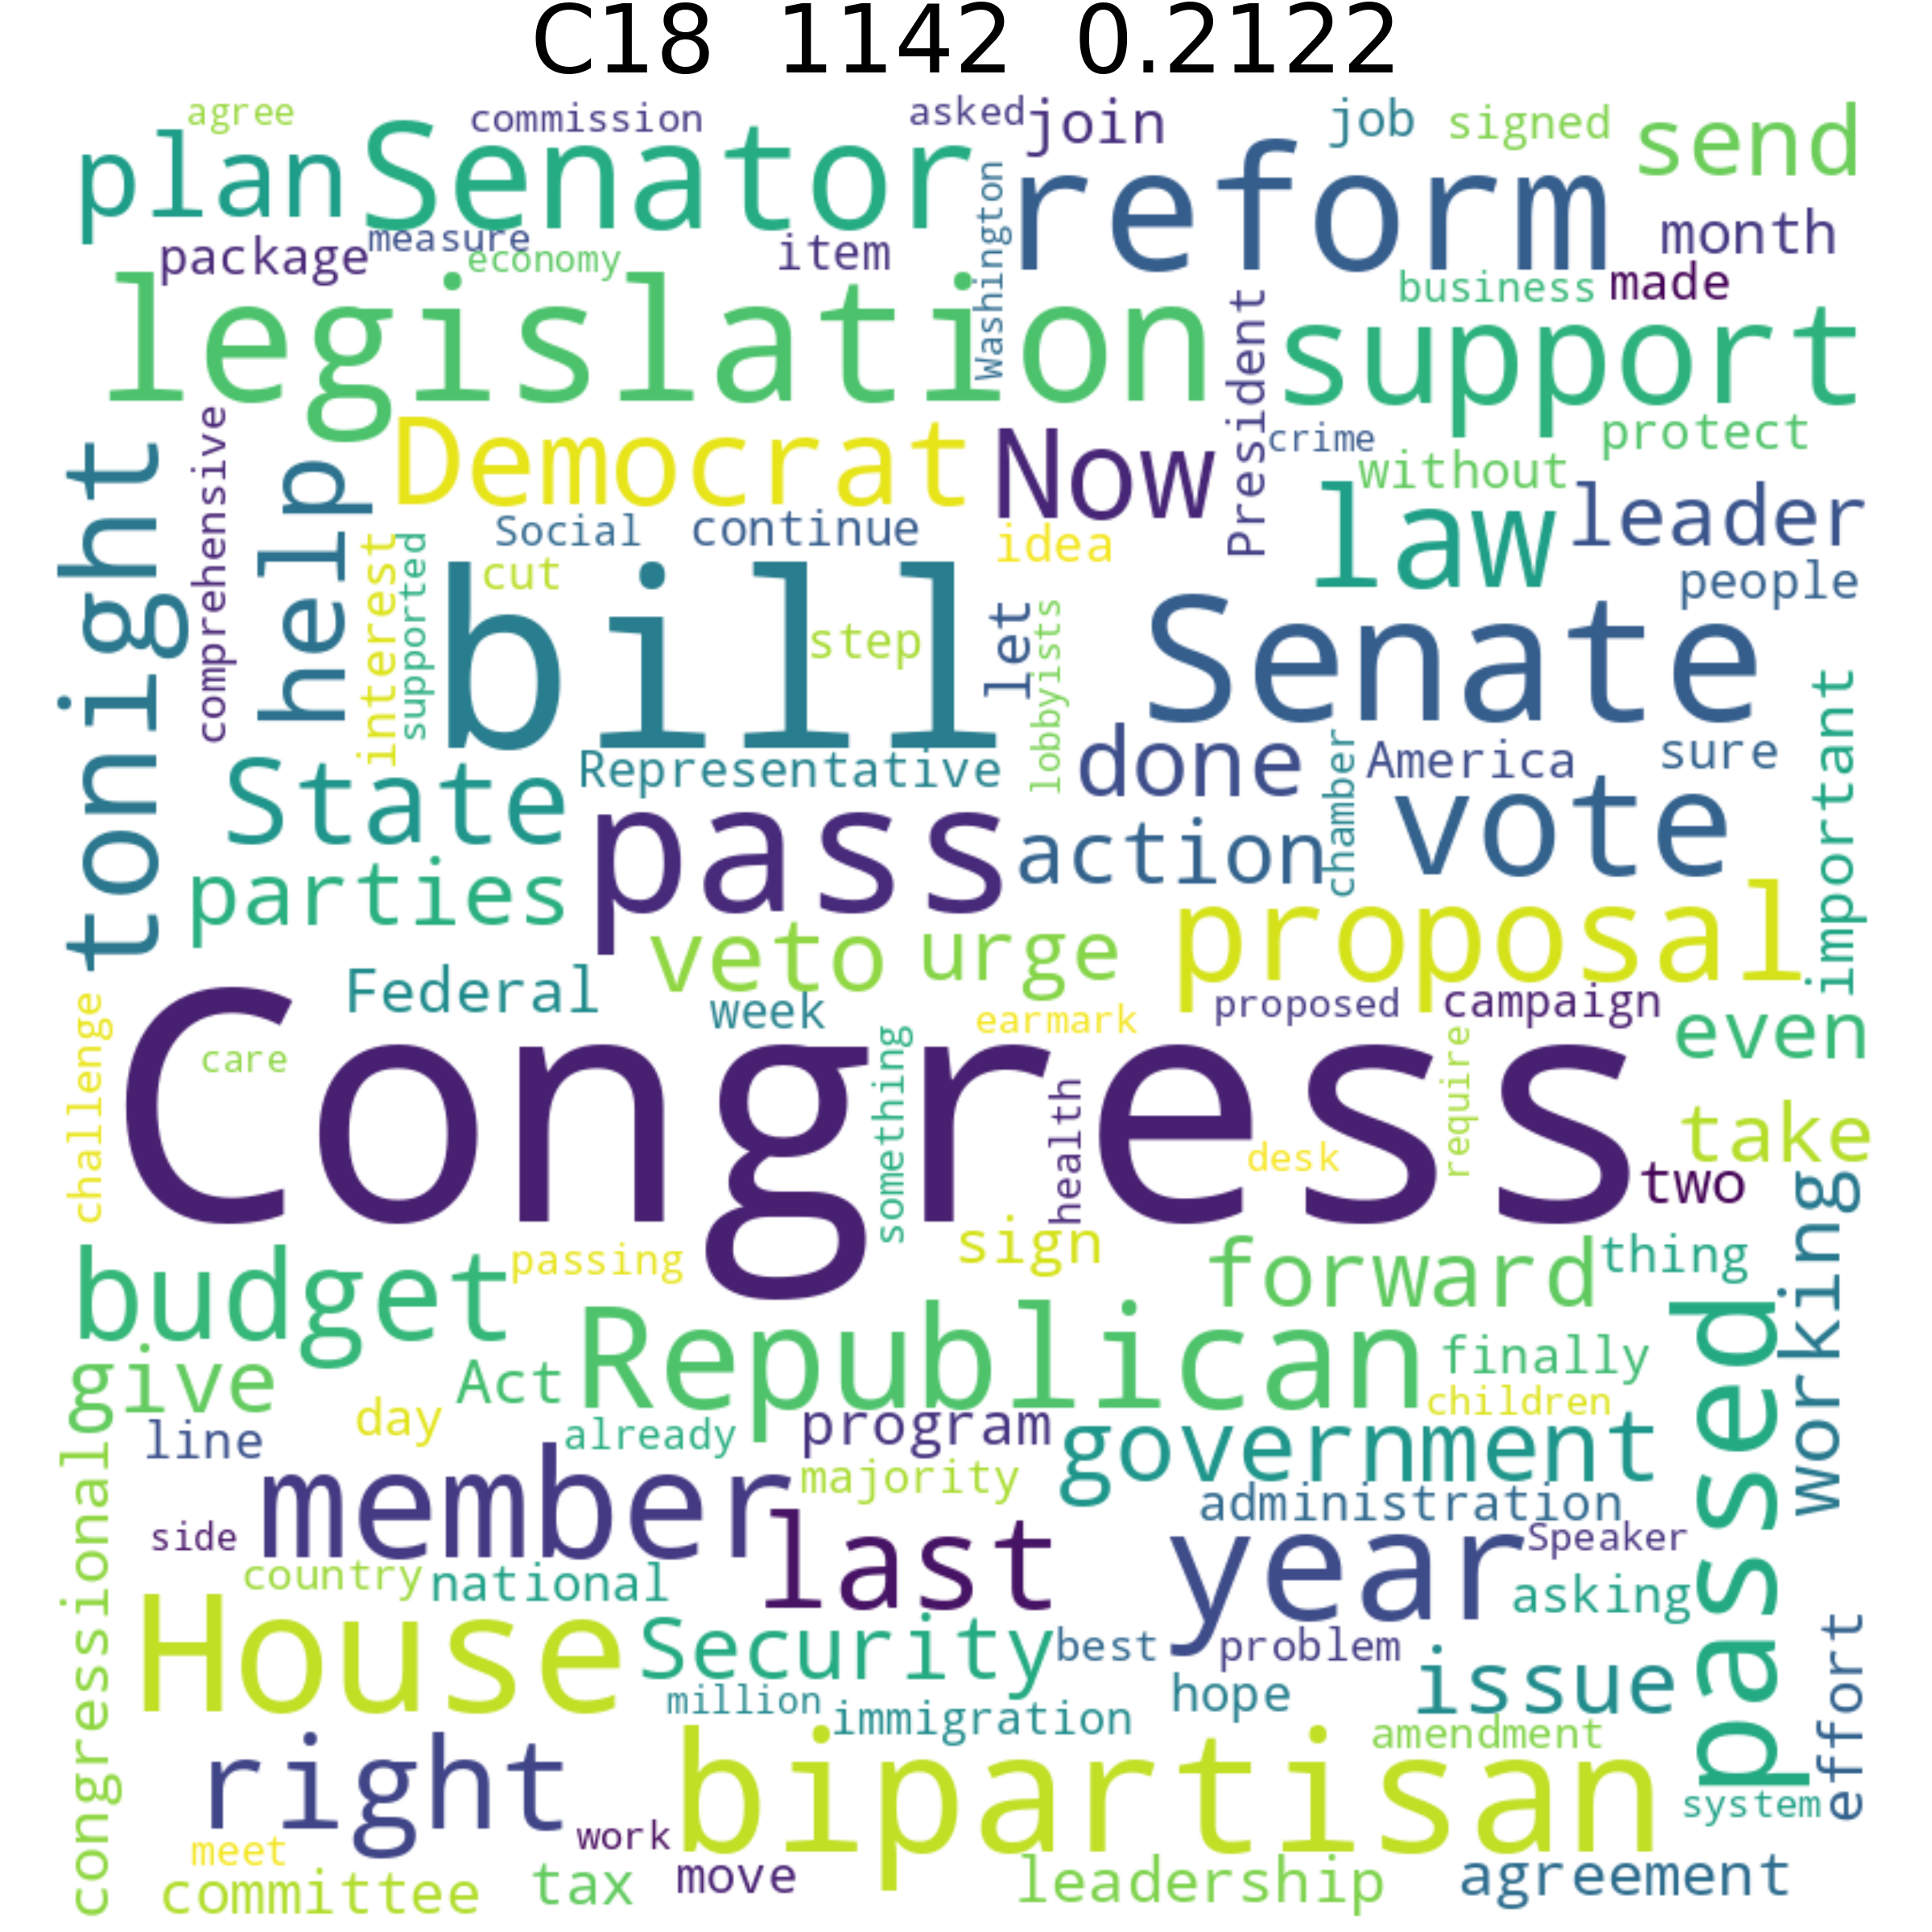 C18 1142 0.2122
agree commission asked join job signed send
plan Senator Washington reform month
package measure economy item business made
legislation President support
comprehensive Democrat Now crime protect
tonight help without law leader
Social continue idea people
interest supported cut bill step let lobbyists Senate
important
State Representative done chamber America sure
parties pass action vote
veto urge proposal
Federal week earmark proposed campaign even
challenge care Congress something health desk require take
two working
budget passing sign forward thing
give Act Republican finally
line day already program children government passed
congressional member majority administration
side last year Speaker
country national asking
House Security best problem issue effort
million immigration hope amendment
right bipartisan system
meet work
committee tax move leadership agreement